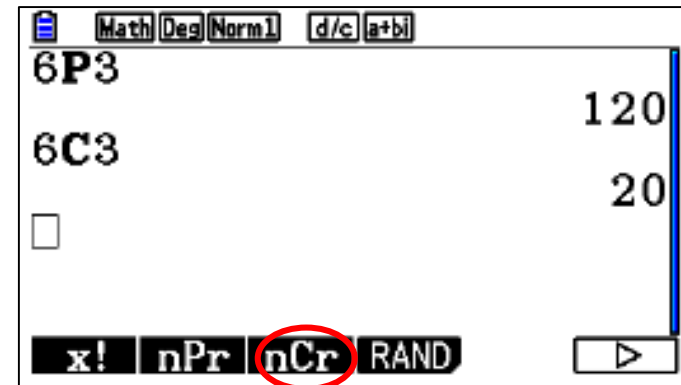 Math Deg Norm1 d/c a+bi
6P3
120
6C3
20
x! nPr nCr RAND